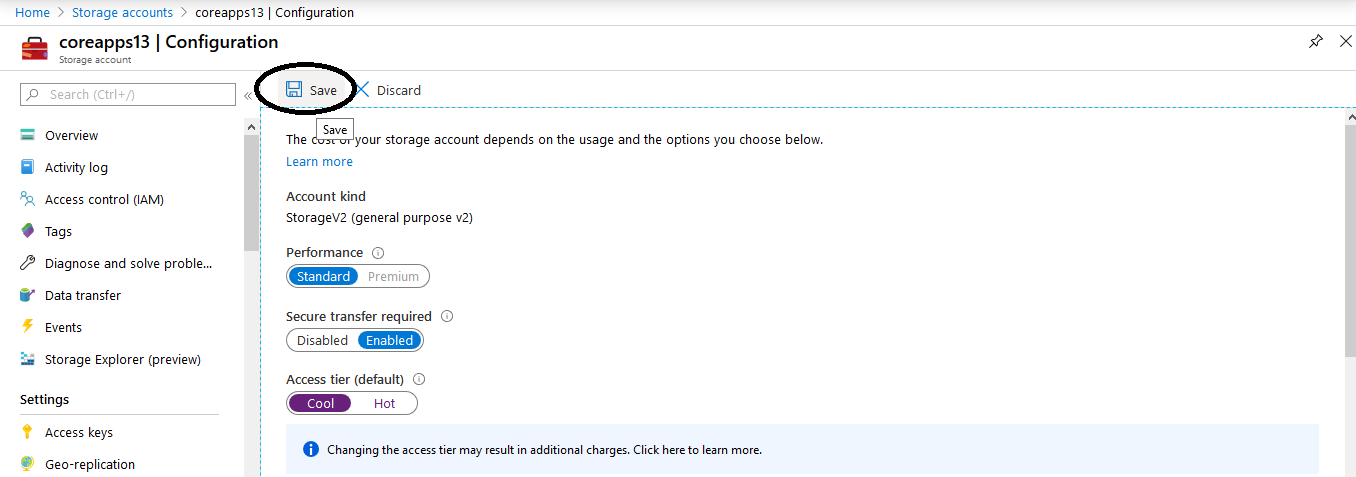 Home > Storage accounts > coreapps13 | Configuration
coreapps13 | Configuration
Storage account
Search (Ctrl+/)
«
Overview
Activity log
Access control (IAM)
Tags
Diagnose and solve proble...
Data transfer
Events
Storage Explorer (preview)
Settings
Access keys
Geo-replication
Save Discard
Save
The cost of your storage account depends on the usage and the options you choose below.
Learn more
Account kind
StorageV2 (general purpose v2)
Performance
Standard Premium
Secure transfer required
Disabled Enabled
Access tier (default)
Cool Hot
Changing the access tier may result in additional charges. Click here to learn more.